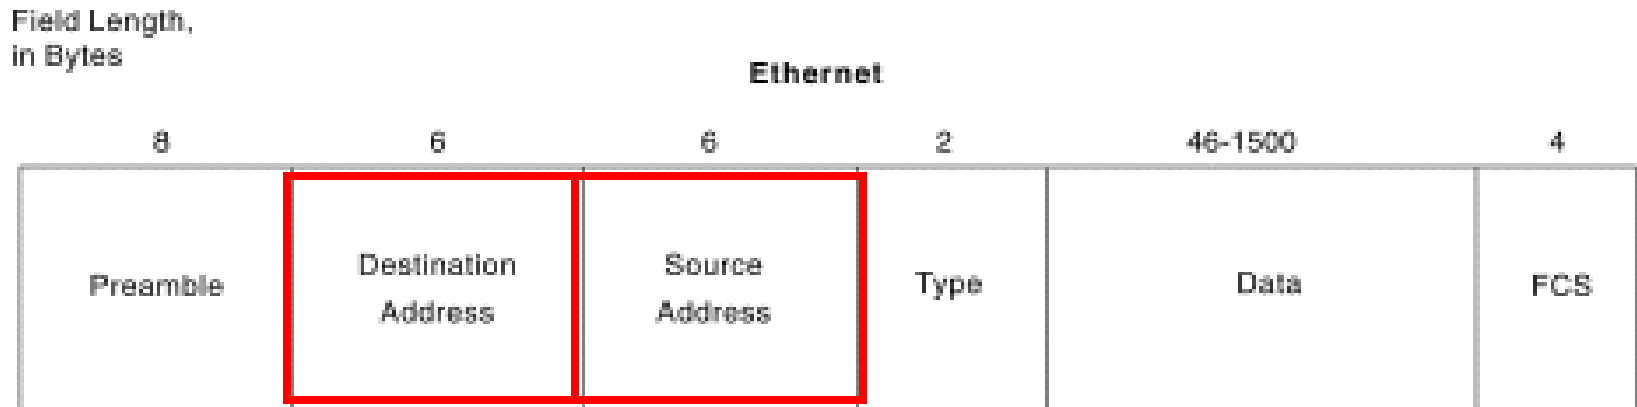 Field Length,
in Bytes
Ethernet
8 6 6 2 46-1500 4
Preamble
Destination
Address
Source
Address
Type
Data
FCS